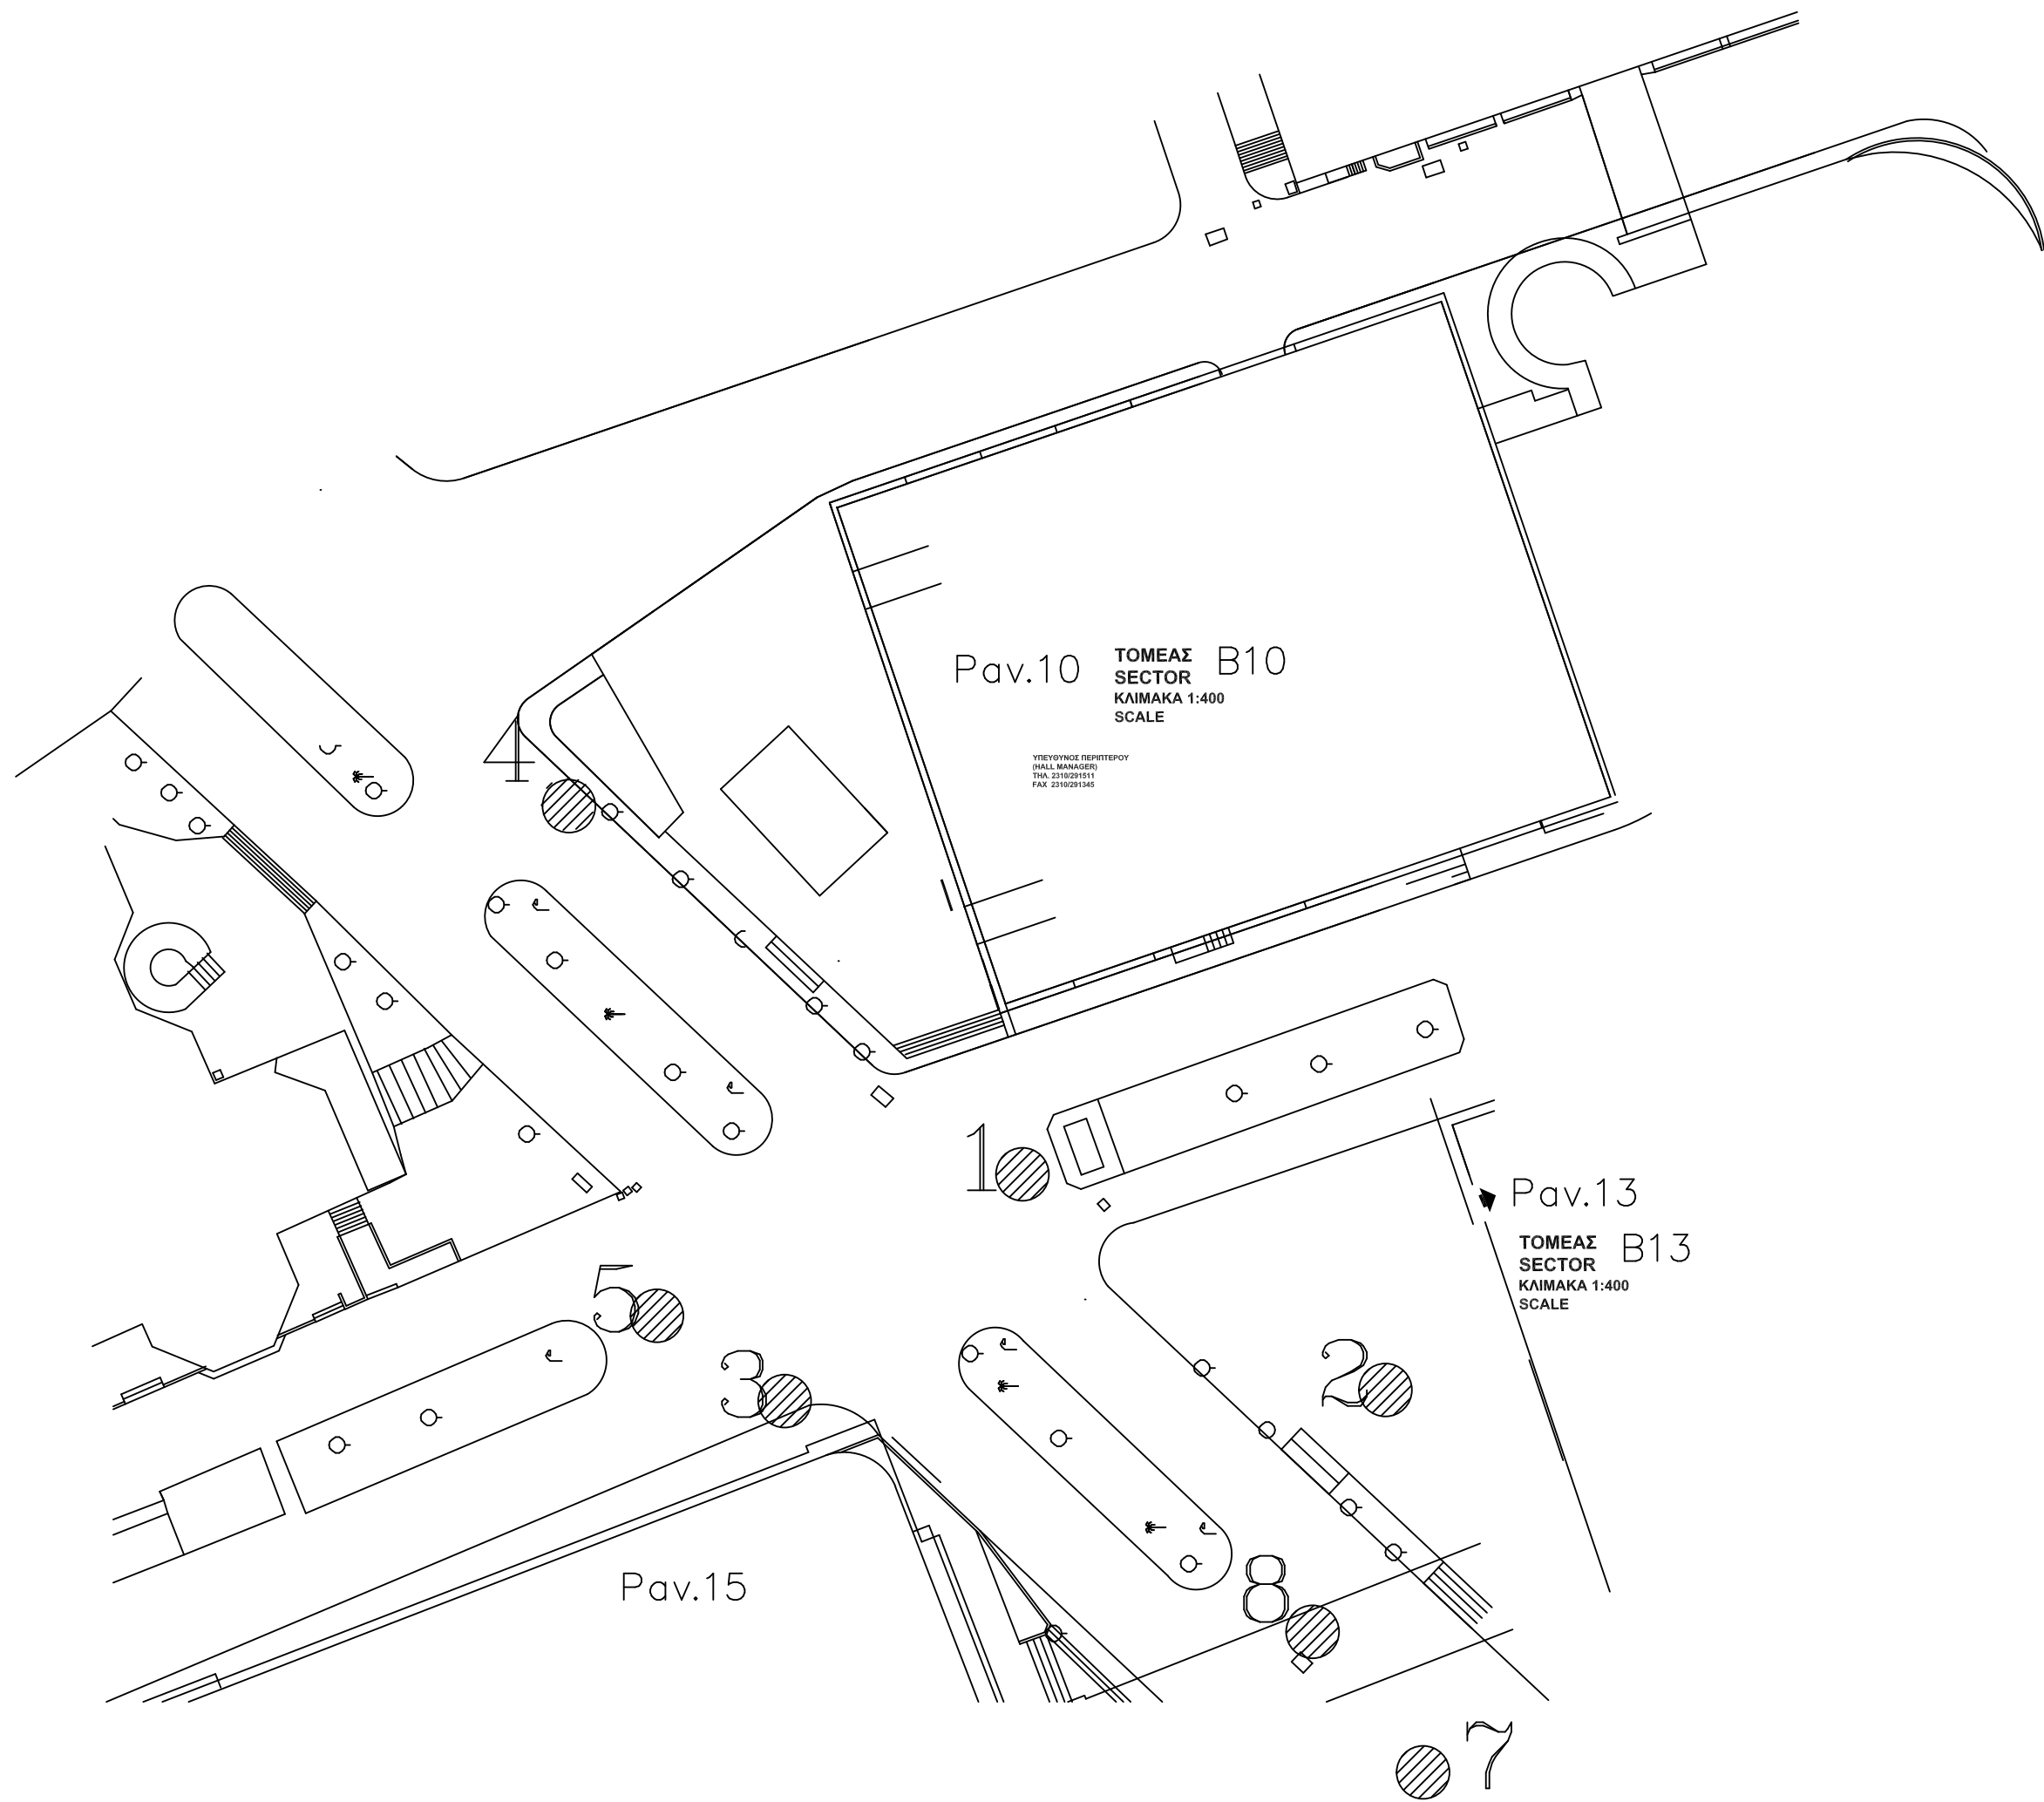 Pav.10
ΤΟΜΕΑΣ
SECTOR
ΚΛΙΜΑΚΑ 1:400
SCALE
B10
ΥΠΕΥΘΥΝΟΣ ΠΕΡΙΠΤΕΡΟΥ
(HALL MANAGER)
ΤΗΛ. 2310/291511
FAX 2310/291345
4
1
Pav.13
ΤΟΜΕΑΣ
SECTOR
ΚΛΙΜΑΚΑ 1:400
SCALE
B13
5
3
2
Pav.15
8
7